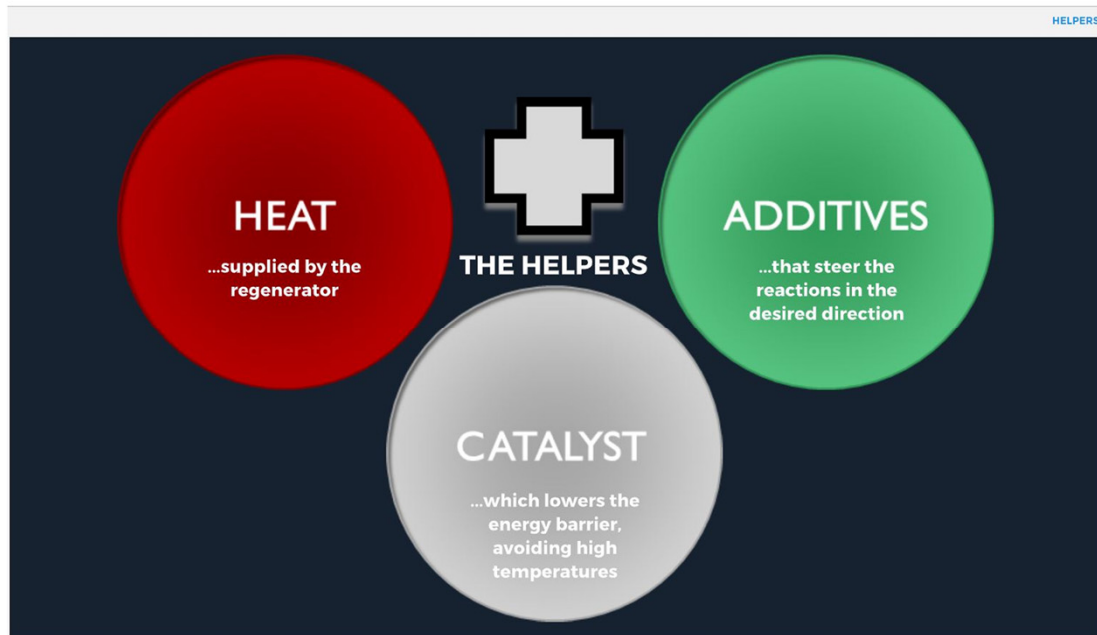 HELPERS
HEAT
...supplied by the
regenerator
THE HELPERS
ADDITIVES
...that steer the
reactions in the
desired direction
CATALYST
...which lowers the
energy barrier,
avoiding high
temperatures